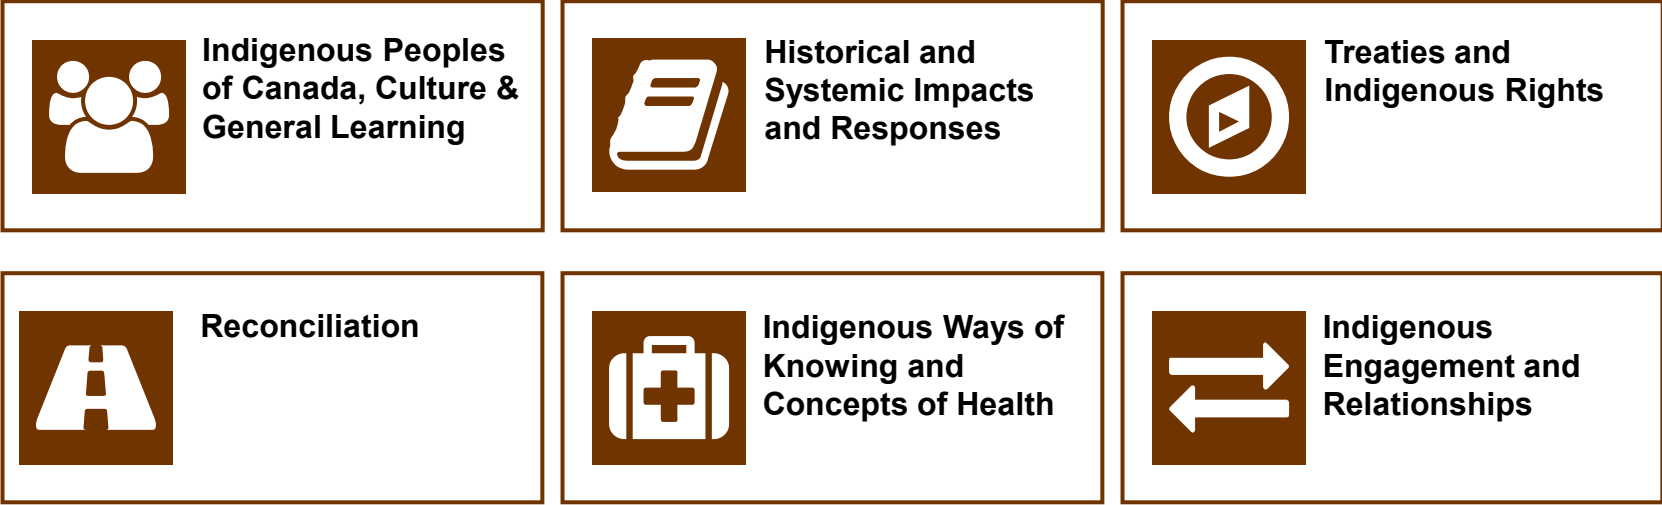 Indigenous Peoples
of Canada, Culture &
General Learning
Historical and
Systemic Impacts
and Responses
Treaties and
Indigenous Rights
Reconciliation
Indigenous Ways of
Knowing and
Concepts of Health
Indigenous
Engagement and
Relationships